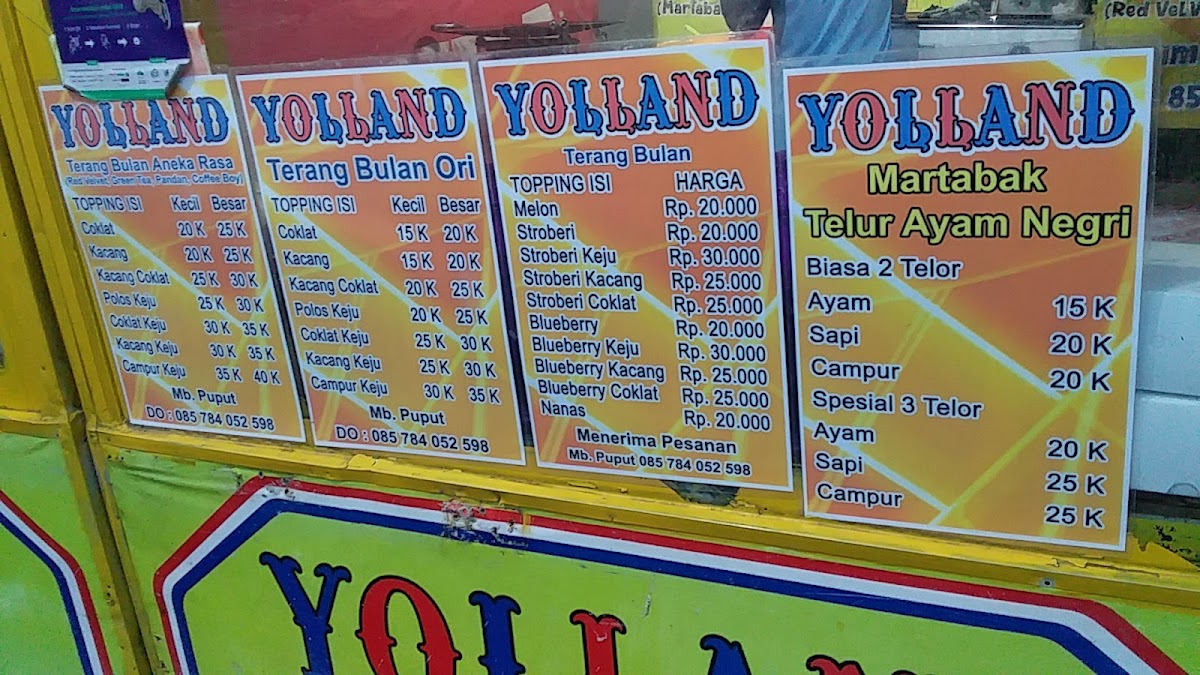 (Martaba
(Red VeLV
im
85
YOLLAND
Terang Bulan Aneka Rasa
(Red Velvet, Green Tea, Pandan, Coffee Boy)
TOPPING ISI Kecil Besar
Coklat 20 K 25 K
Kacang 20 K 25 K
Kacang Coklat 25 K 30 K
Polos Keju 25 K 30 K
Coklat Keju 30 K 35 K
Kacang Keju 30 K 35 K
Campur Keju 35 K 40 K
Mb. Puput
DO : 085 784 052 598
YOLLAND
Terang Bulan Ori
TOPPING ISI Kecil Besar
Coklat 15 K 20 K
Kacang 15 K 20 K
Kacang Coklat 20 K 25 K
Polos Keju 20 K 25 K
Coklat Keju 25 K 30 K
Kacang Keju 25 K 30 K
Campur Keju 30 K 35 K
Mb. Puput
DO : 085 784 052 598
YOLLAND
Terang Bulan
TOPPING ISI HARGA
Melon Rp. 20.000
Stroberi Rp. 20.000
Stroberi Keju Rp. 30.000
Stroberi Kacang Rp. 25.000
Stroberi Coklat Rp. 25.000
Blueberry Rp. 20.000
Blueberry Keju Rp. 30.000
Blueberry Kacang Rp. 25.000
Blueberry Coklat Rp. 25.000
Nanas Rp. 20.000
Menerima Pesanan
Mb. Puput 085 784 052 598
YOLLAND
Martabak
Telur Ayam Negri
Biasa 2 Telor
Ayam 15 K
Sapi 20 K
Campur 20 K
Spesial 3 Telor
Ayam 20 K
Sapi 25 K
Campur 25 K
YOLLAND